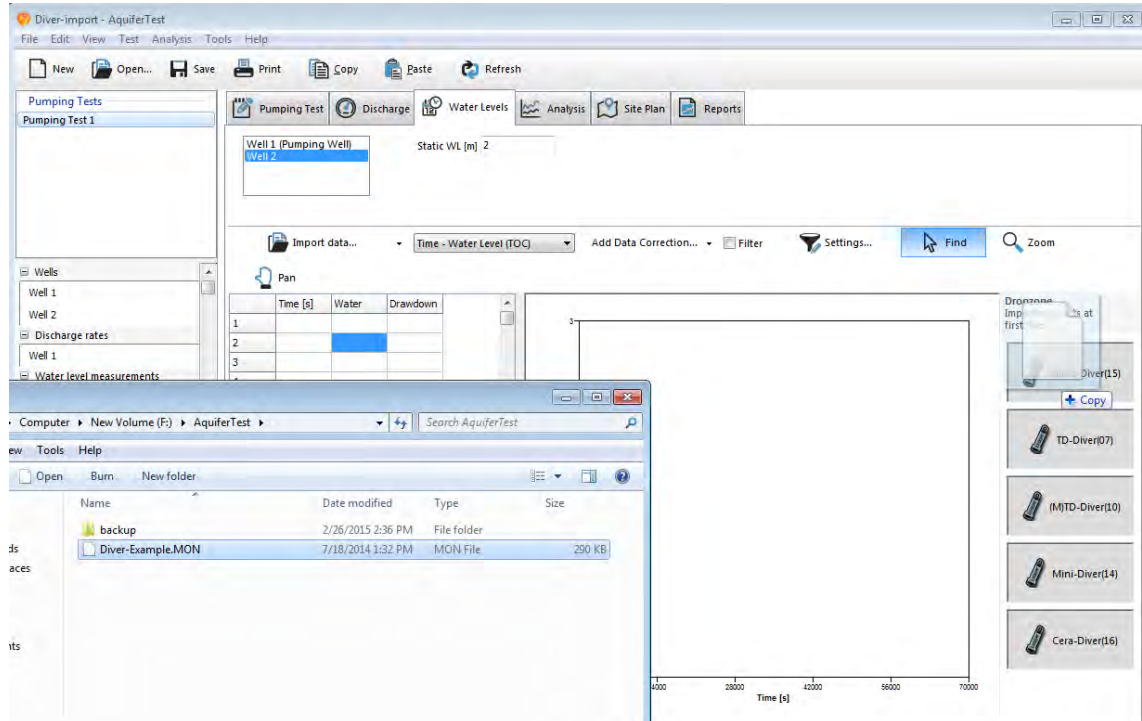 Diver-import - AquiferTest
File Edit View Test Analysis Tools Help
New Open... Save Print Copy Paste Refresh
Pumping Tests
Pumping Test 1
Pumping Test Discharge Water Levels Analysis Site Plan Reports
Well 1 (Pumping Well)
Well 2
Static WL [m] 2
Import data... Time - Water Level (TOC) Add Data Correction... Filter Settings... Find Zoom
Pan
Wells
Well 1
Well 2
Discharge rates
Well 1
Water level measurements
Time [s] Water Drawdown
1
2
3
3
Dropzone
first
Diver(15)
Copy
TD-Diver(07)
(M)TD-Diver(10)
Mini-Diver(14)
Cera-Diver(16)
28000 42000 56000 70000
Time [s]
Computer New Volume (F:) AquiferTest Search AquiferTest
Tools Help
Open Burn New folder
Name Date modified Type Size
backup 2/26/2015 2:36 PM File folder
Diver-Example.MON 7/18/2014 1:32 PM MON File 290 KB